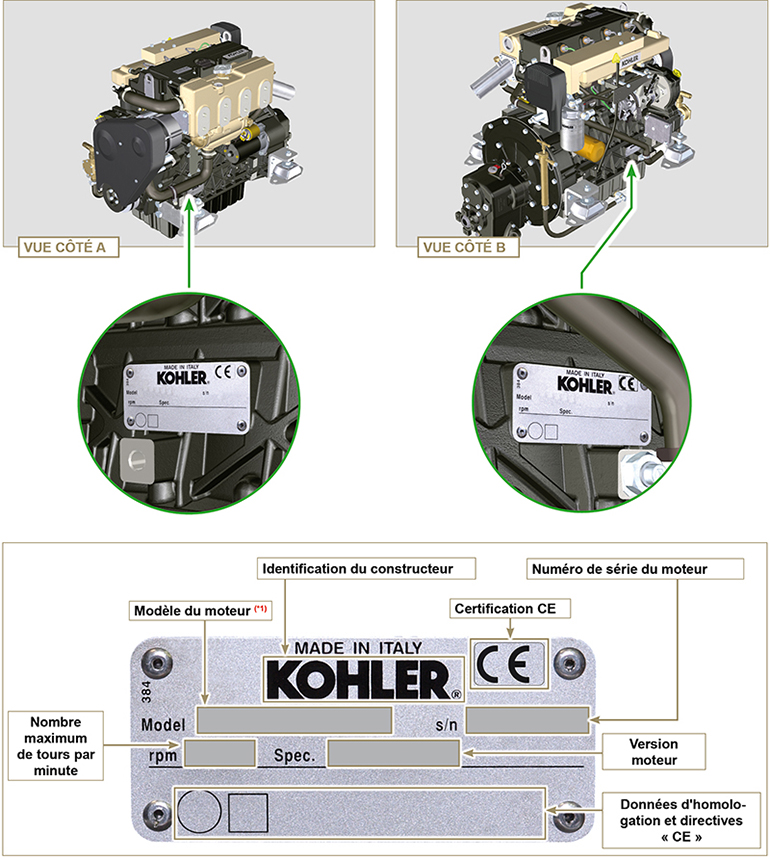 VUE CÔTÉ A
VUE CÔTÉ B
MADE IN ITALY
KOHLER® CE
384
Model s/n
rpm Spec.
MADE IN ITALY
KOHLER® CE
384
Model
rpm Spec.
Identification du constructeur
Numéro de série du moteur
Modèle du moteur (*1)
Certification CE
MADE IN ITALY
KOHLER® CE
384
Model s/n
Nombre
maximum
de tours par
minute
rpm Spec.
Version
moteur
Données d'homolo-
gation et directives
« CE »